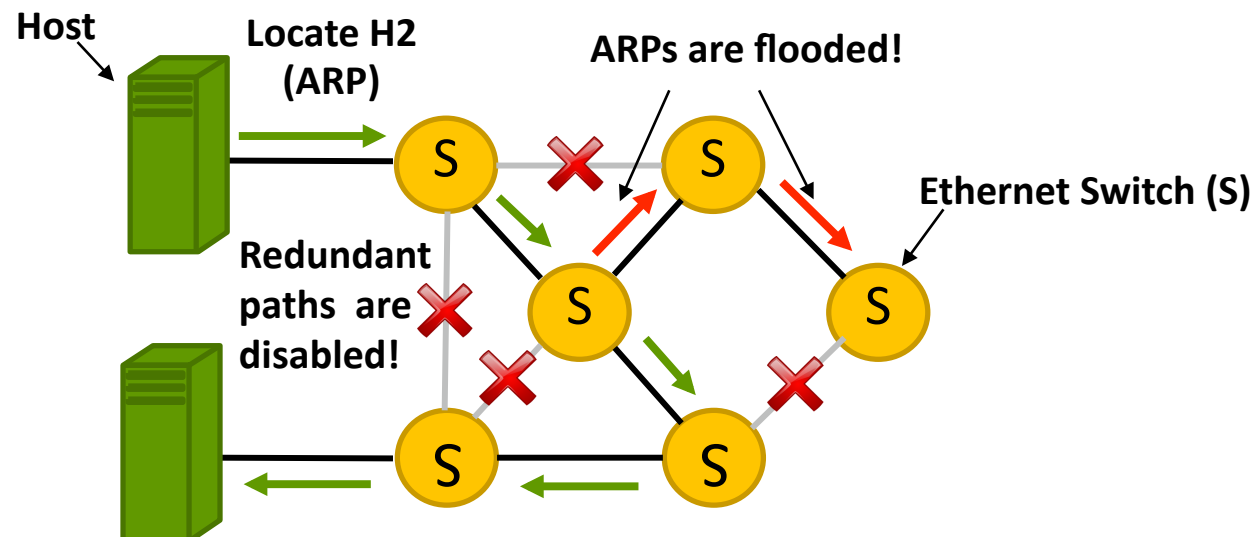 Host
Locate H2
(ARP)
ARPs are flooded!
S
S
Ethernet Switch (S)
Redundant
paths are
disabled!
S
S
S
S